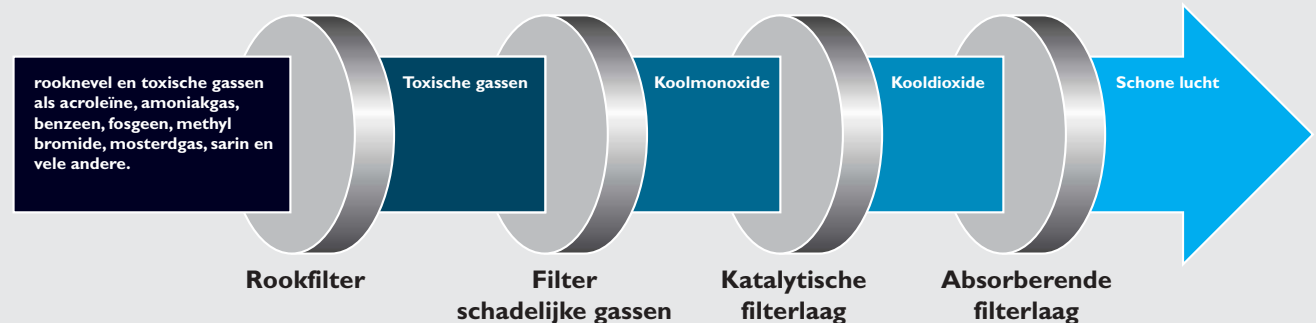 rooknevel en toxische gassen
als acroleïne, amoniakgas,
benzeen, fosgeen, methyl
bromide, mosterdgas, sarin en
vele andere.
Toxische gassen
Koolmonoxide
Kooldioxide
Schone lucht
Rookfilter
Filter
schadelijke gassen
Katalytische
filterlaag
Absorberende
filterlaag